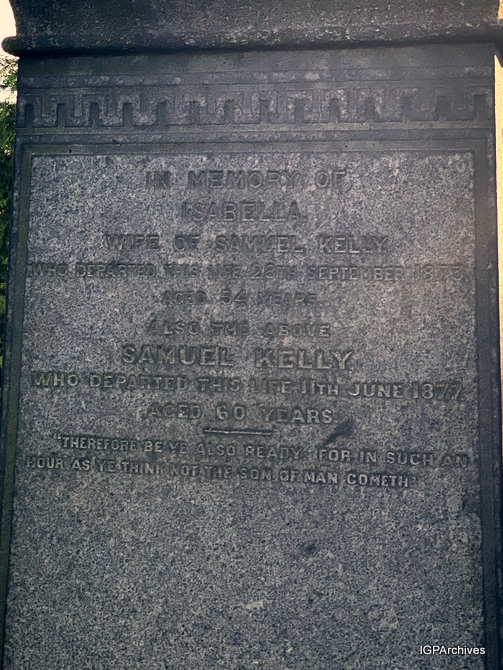 IN MEMORY OF
ISABELLA,
WIFE OF SAMUEL KELLY
WHO DEPARTED THIS LIFE 28TH SEPTEMBER 1873,
AGED 54 YEARS.
ALSO THE ABOVE
SAMUEL KELLY,
WHO DEPARTED THIS LIFE 11TH JUNE 1877,
AGED 60 YEARS.
"THEREFORE BE YE ALSO READY: FOR IN SUCH AN
HOUR AS YE THINK NOT THE SON OF MAN COMETH"
IGPArchives